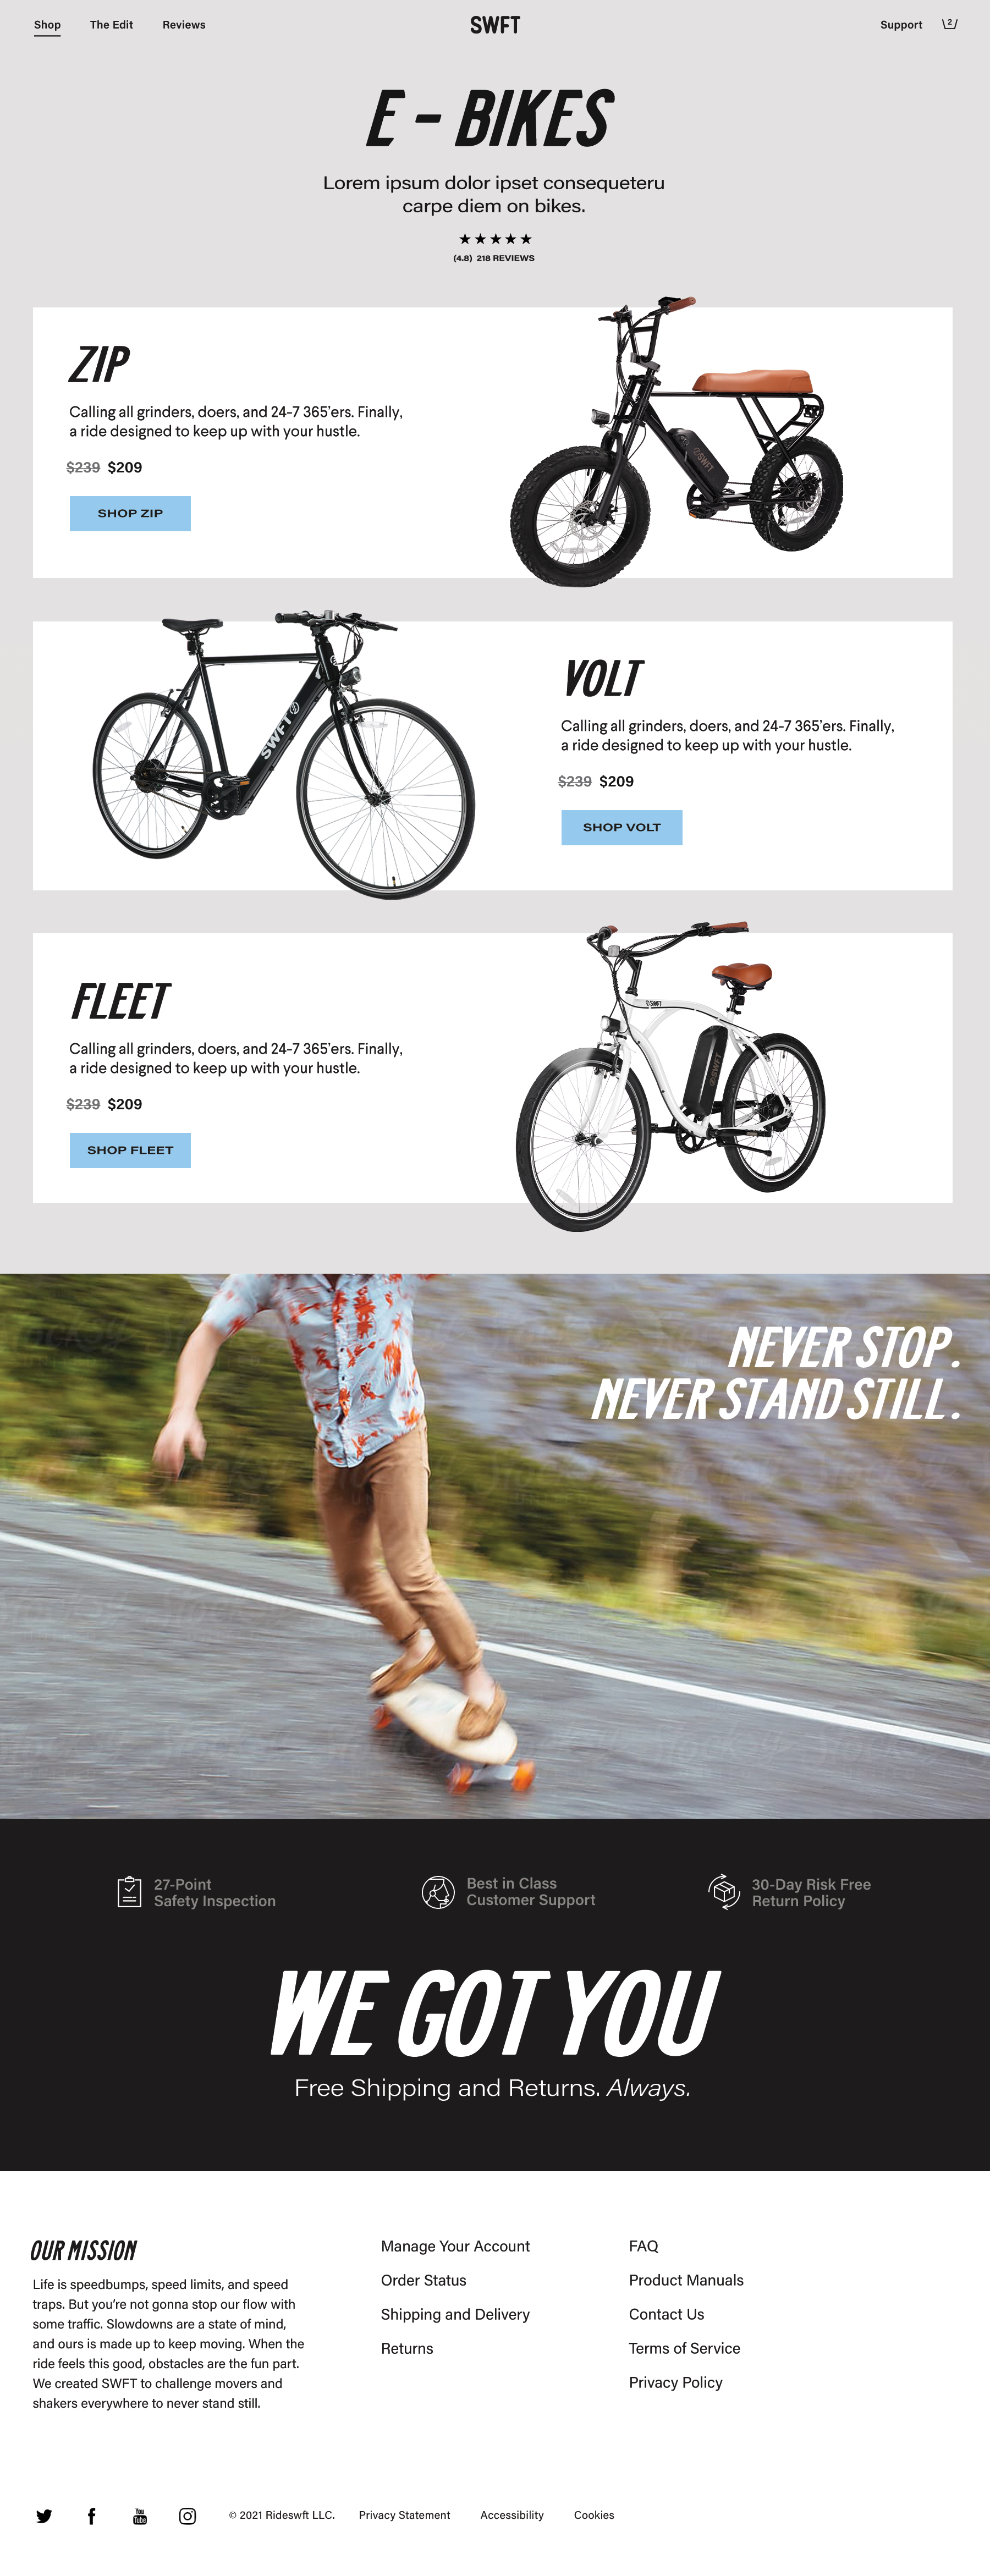 Shop The Edit Reviews SWFT Support 2
E - BIKES
Lorem ipsum dolor ipset consequeteru
carpe diem on bikes.
★★★★★
(4.8) 218 REVIEWS
ZIP
Calling all grinders, doers, and 24-7 365'ers. Finally,
a ride designed to keep up with your hustle.
$239 $209
SHOP ZIP
SWFT
SWFT
VOLT
Calling all grinders, doers, and 24-7 365'ers. Finally,
a ride designed to keep up with your hustle.
$239 $209
SHOP VOLT
FLEET
Calling all grinders, doers, and 24-7 365'ers. Finally,
a ride designed to keep up with your hustle.
$239 $209
SHOP FLEET
SWFT
SWFT
NEVER STOP.
NEVER STAND STILL.
27-Point
Safety Inspection
Best in Class
Customer Support
30-Day Risk Free
Return Policy
WE GOT YOU
Free Shipping and Returns. Always.
OUR MISSION
Life is speedbumps, speed limits, and speed
traps. But you're not gonna stop our flow with
some traffic. Slowdowns are a state of mind,
and ours is made up to keep moving. When the
ride feels this good, obstacles are the fun part.
We created SWFT to challenge movers and
shakers everywhere to never stand still.
Manage Your Account
Order Status
Shipping and Delivery
Returns
FAQ
Product Manuals
Contact Us
Terms of Service
Privacy Policy
You
Tube
© 2021 Rideswft LLC. Privacy Statement Accessibility Cookies